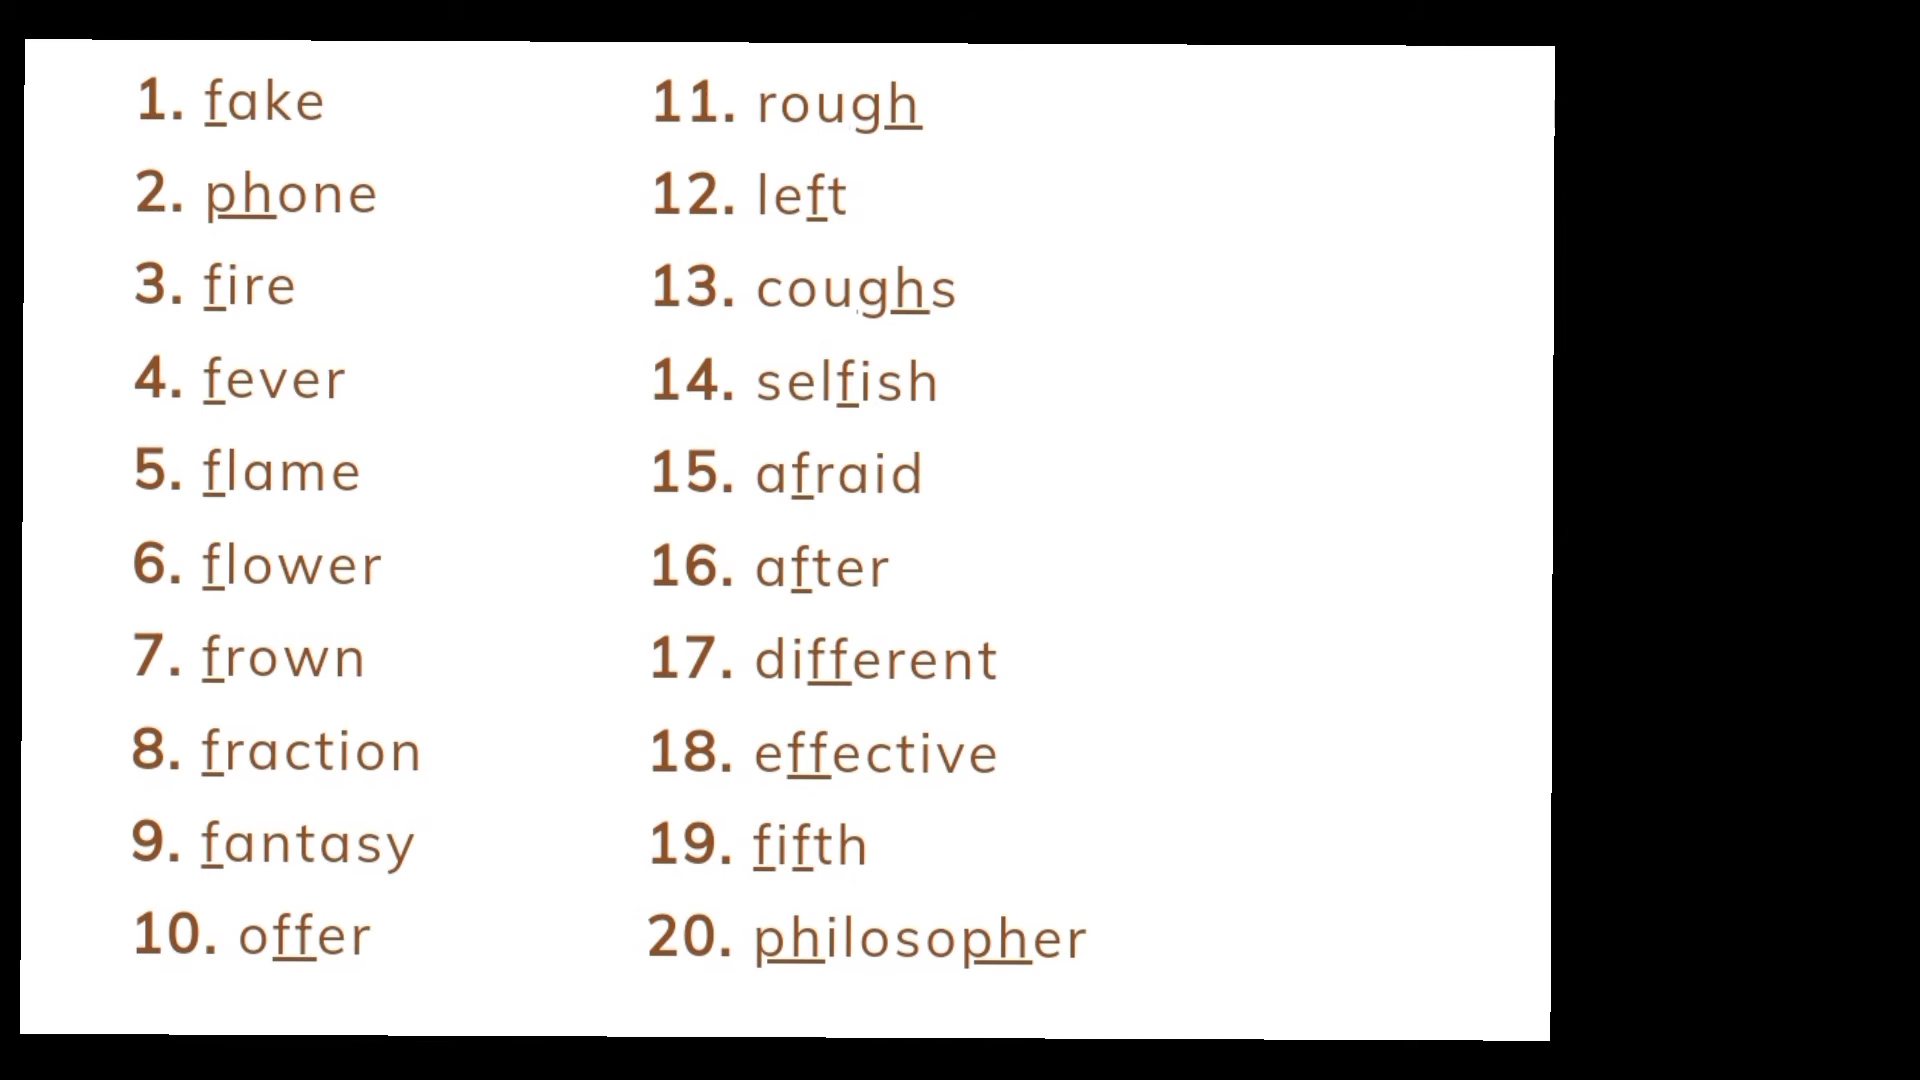 1. fake
2. phone
3. fire
4. fever
5. flame
6. flower
7. frown
8. fraction
9. fantasy
10. offer
11. rough
12. left
13. coughs
14. selfish
15. afraid
16. after
17. different
18. effective
19. fifth
20. philosopher